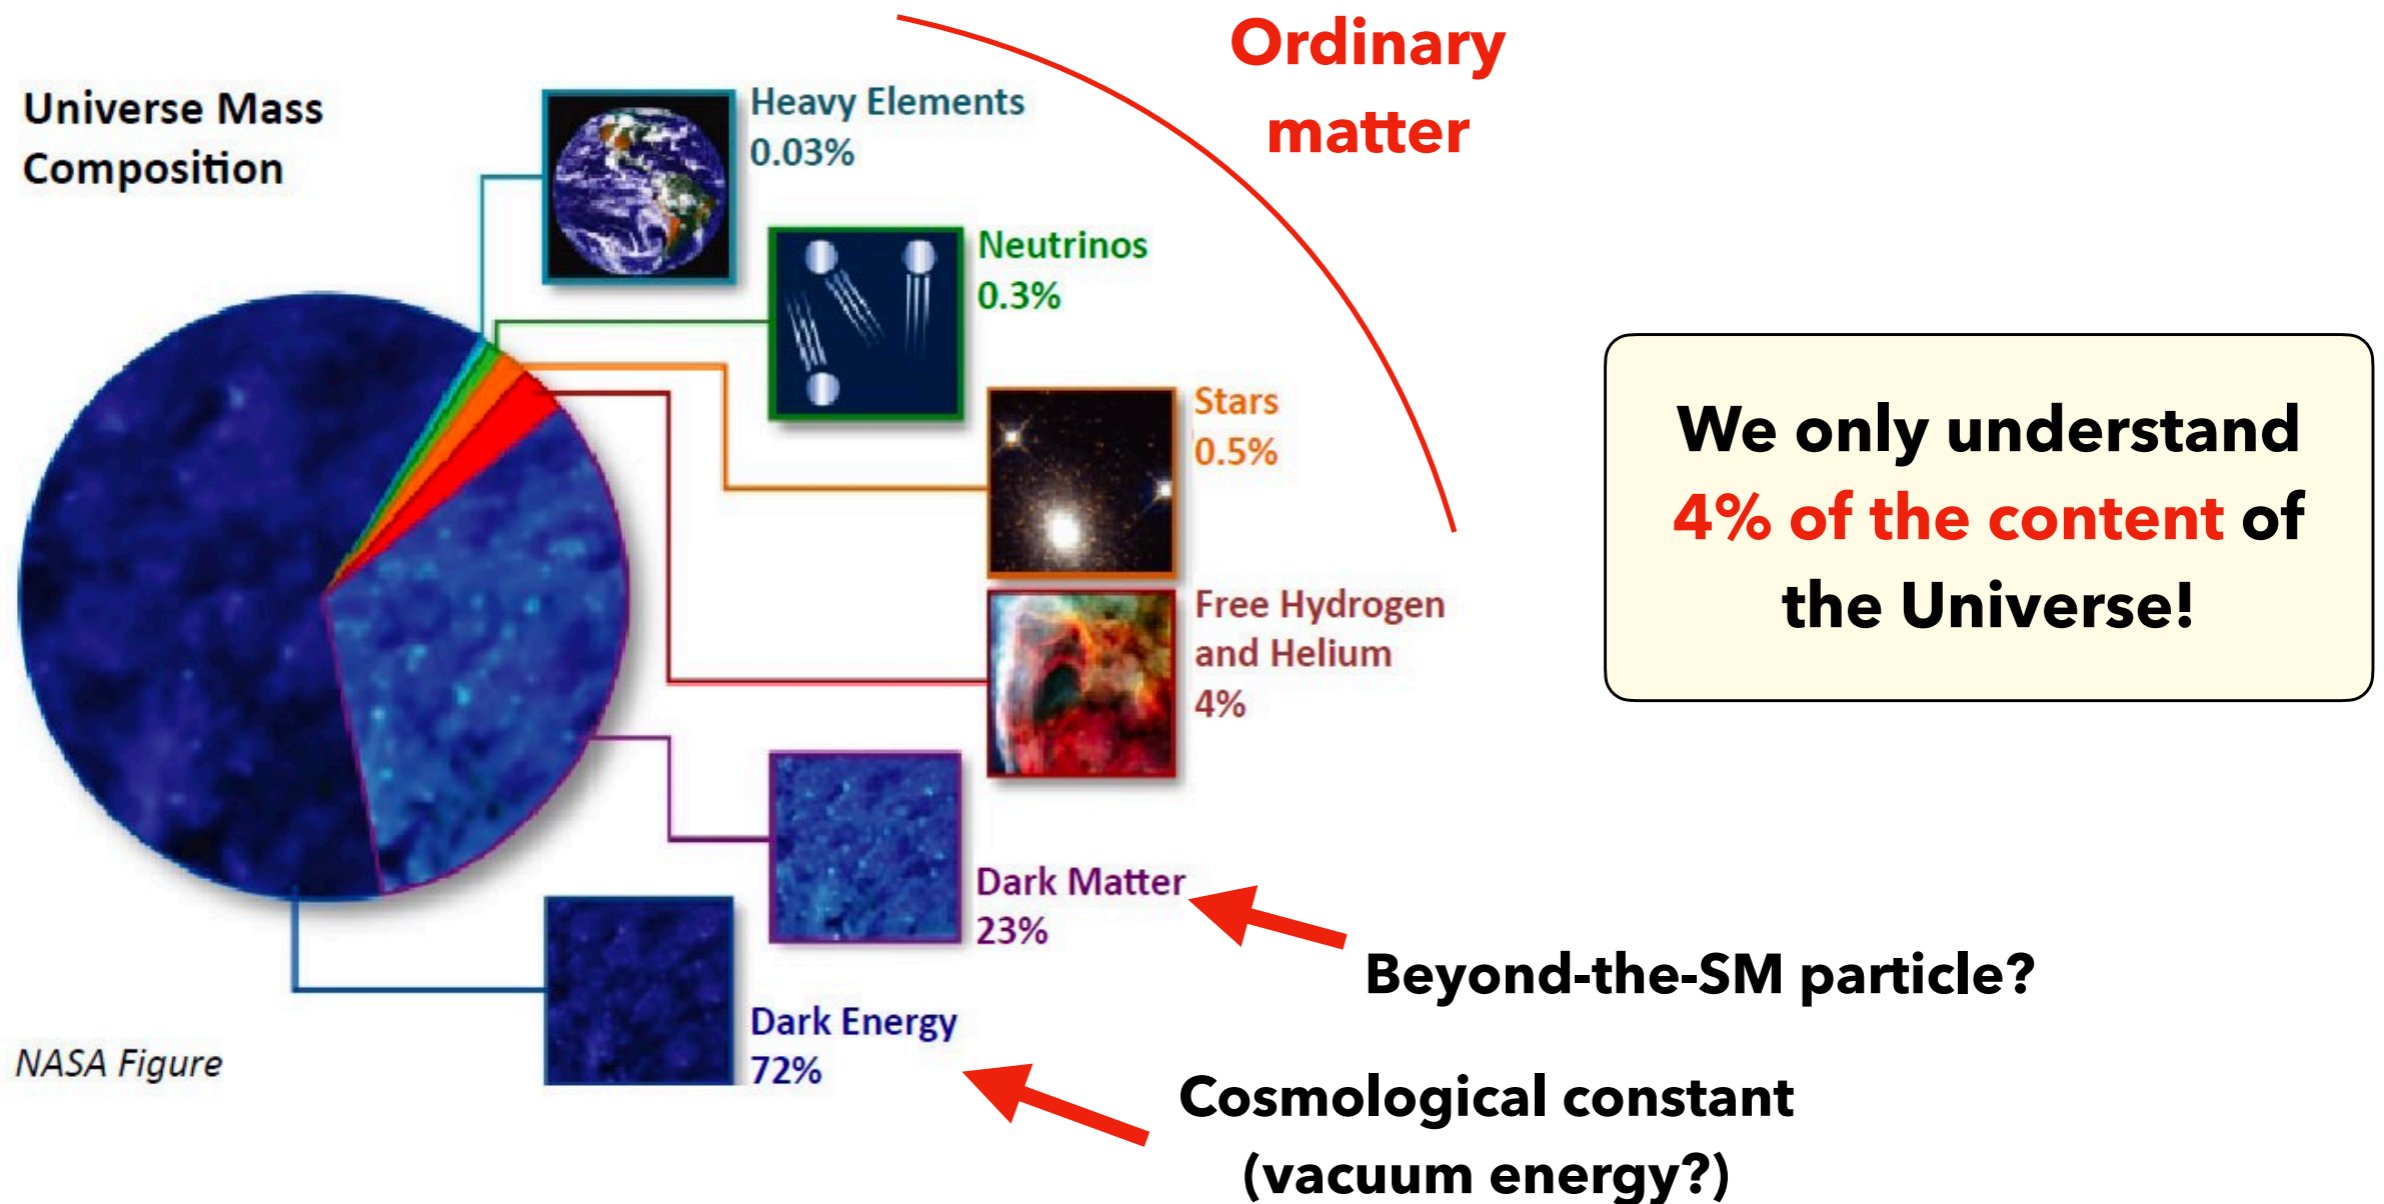 Ordinary
matter
Universe Mass
Composition
Heavy Elements
0.03%
Neutrinos
0.3%
Stars
0.5%
Free Hydrogen
and Helium
4%
We only understand
4% of the content of
the Universe!
Dark Matter
23%
Beyond-the-SM particle?
Dark Energy
72%
NASA Figure
Cosmological constant
(vacuum energy?)